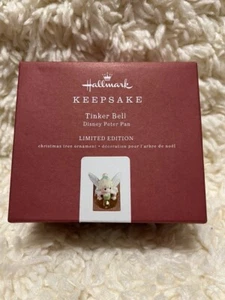 Hallmark
KEEPSAKE
Tinker Bell
Disney Peter Pan
LIMITED EDITION
christmas tree ornament • décoration pour l'arbre de noël